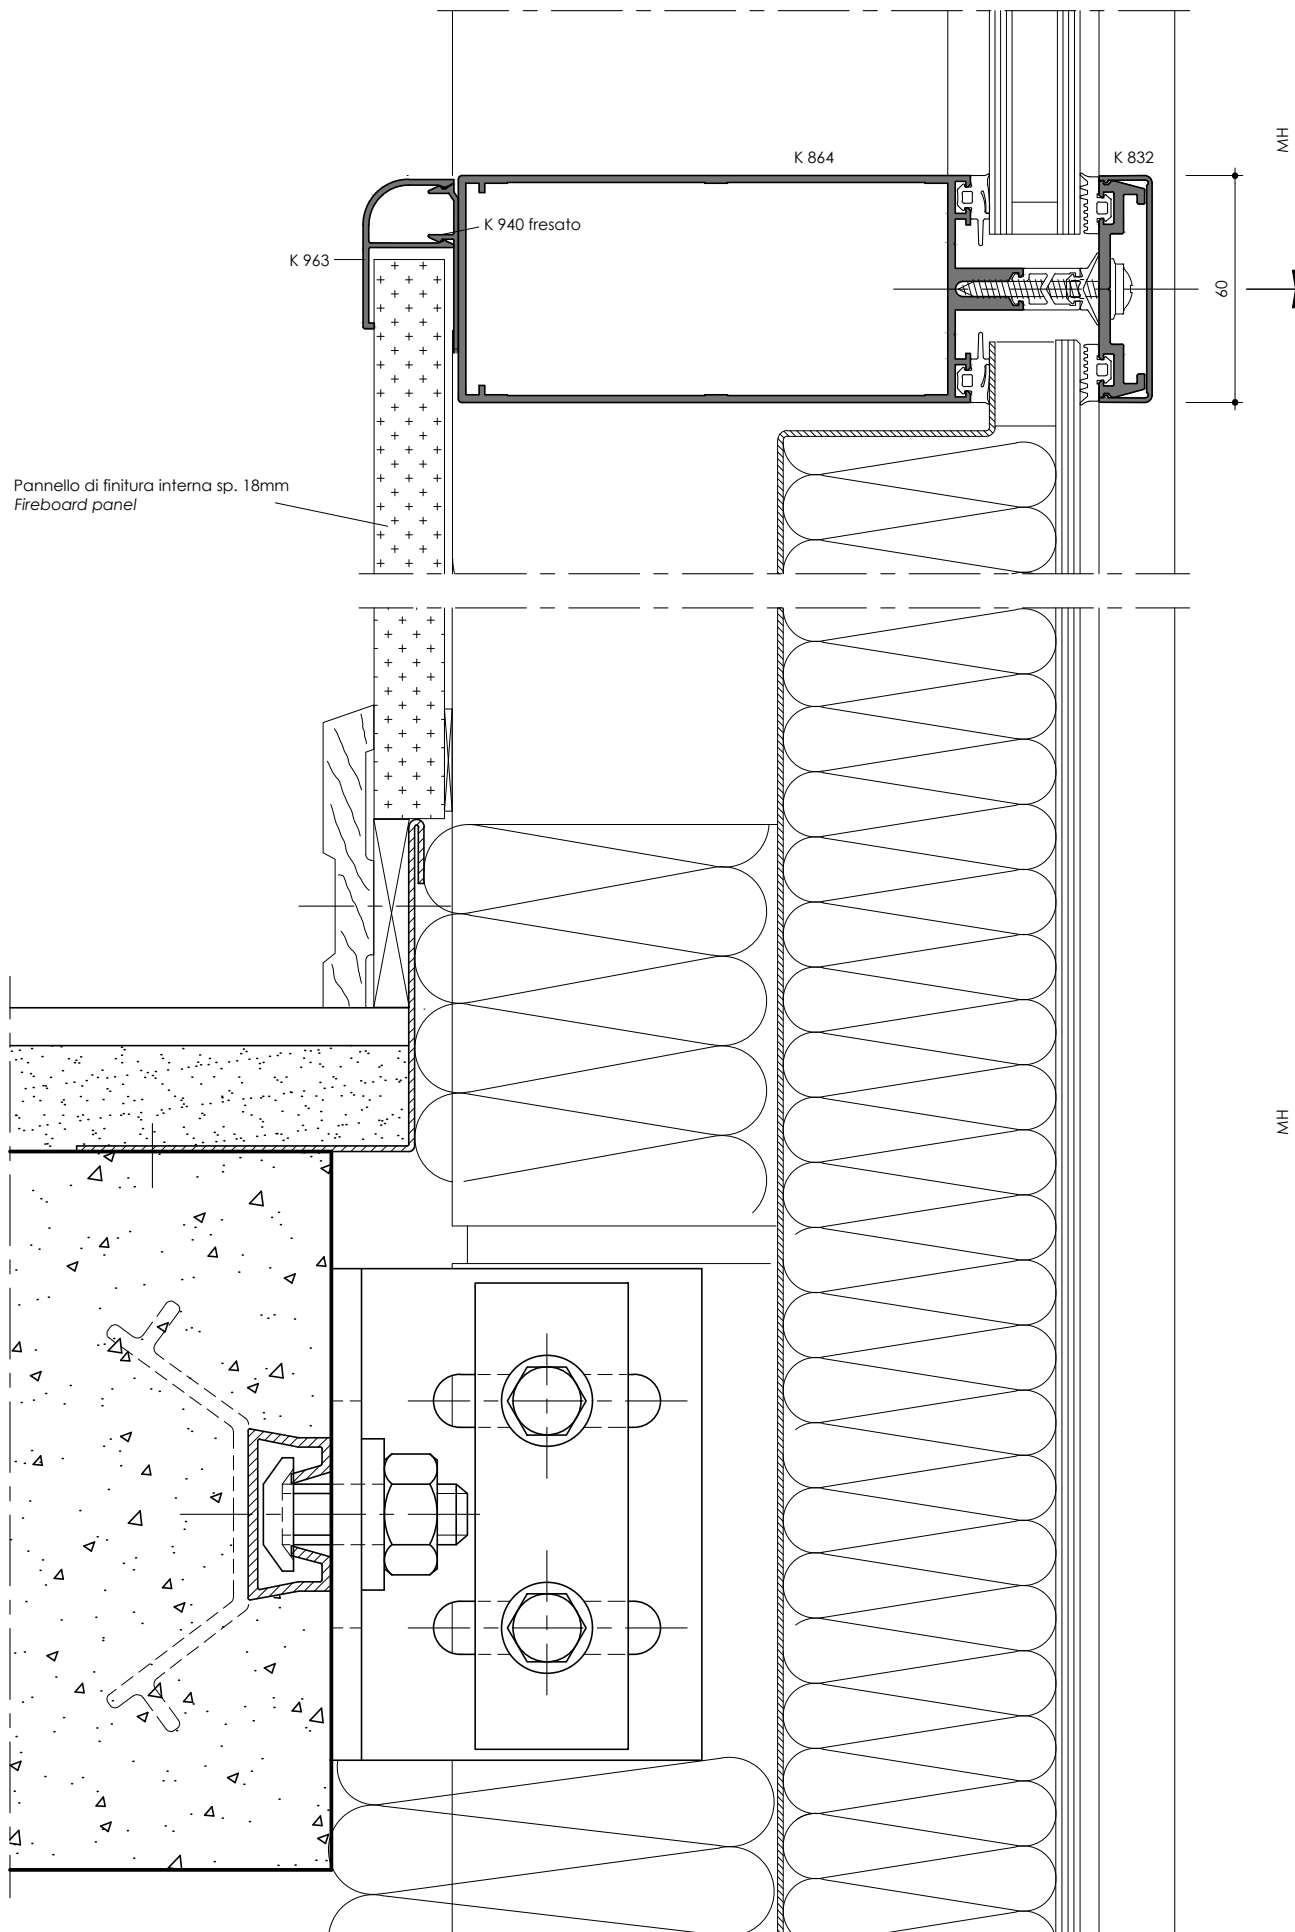 K 864
K 832
MH
K 940 fresato
K 963
60
Pannello di finitura interna sp. 18mm
Fireboard panel
MH